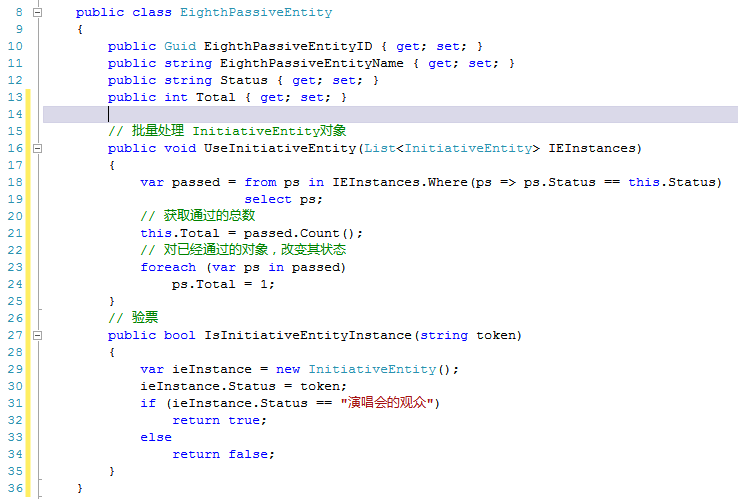 8 public class EighthPassiveEntity
9 {
10 public Guid EighthPassiveEntityID { get; set; }
11 public string EighthPassiveEntityName { get; set; }
12 public string Status { get; set; }
13 public int Total { get; set; }
14
15 // 批量处理 InitiativeEntity对象
16 public void UseInitiativeEntity(List<InitiativeEntity> IEInstances)
17 {
18 var passed = from ps in IEInstances.Where(ps => ps.Status == this.Status)
19 select ps;
20 // 获取通过的总数
21 this.Total = passed.Count();
22 // 对已经通过的对象，改变其状态
23 foreach (var ps in passed)
24 ps.Total = 1;
25 }
26 // 验票
27 public bool IsInitiativeEntityInstance(string token)
28 {
29 var ieInstance = new InitiativeEntity();
30 ieInstance.Status = token;
31 if (ieInstance.Status == "演唱会的观众")
32 return true;
33 else
34 return false;
35 }
36 }